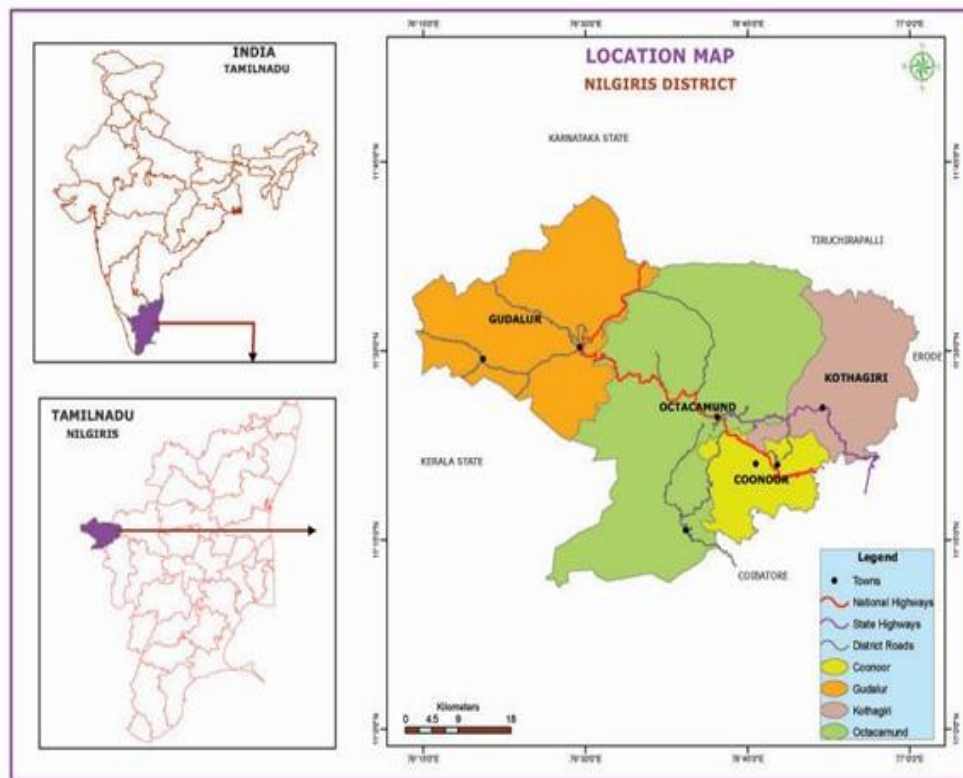 INDIA
TAMILNADU
TAMILNADU
NILGIRIS
LOCATION MAP
NILGIRIS DISTRICT
KARNATAKA STATE
TIRUCHIRAPALLI
GUDALUR
ERODE
KOTHAGIRI
OCTACAMUND
KERALA STATE
COONOOR
COIBATORE
Legend
Towns
National Highways
State Highways
District Roads
Coonoor
Gudalur
Kothagiri
Octacamund
Kilometers
0 4.5 9 18